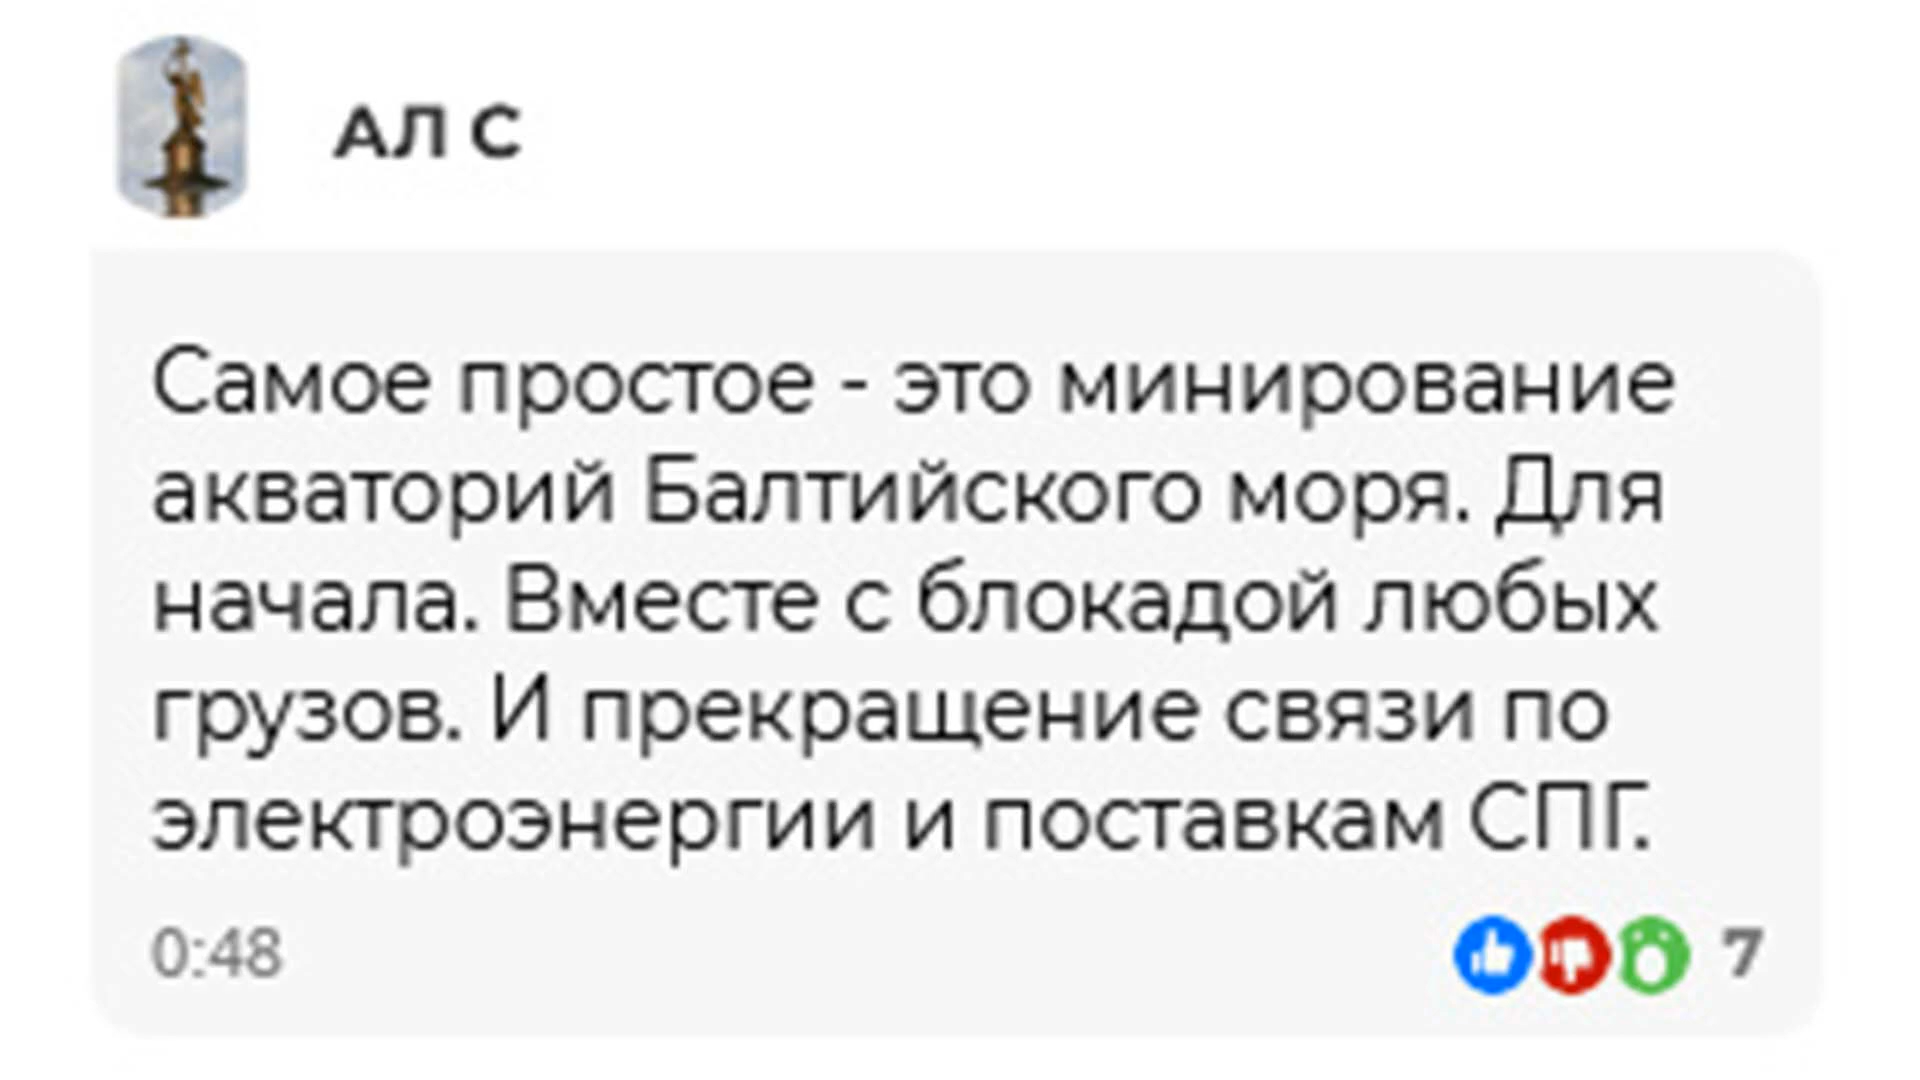 АЛ С
Самое простое - это минирование
акваторий Балтийского моря. Для
начала. Вместе с блокадой любых
грузов. И прекращение связи по
электроэнергии и поставкам СПГ.
0:48
7